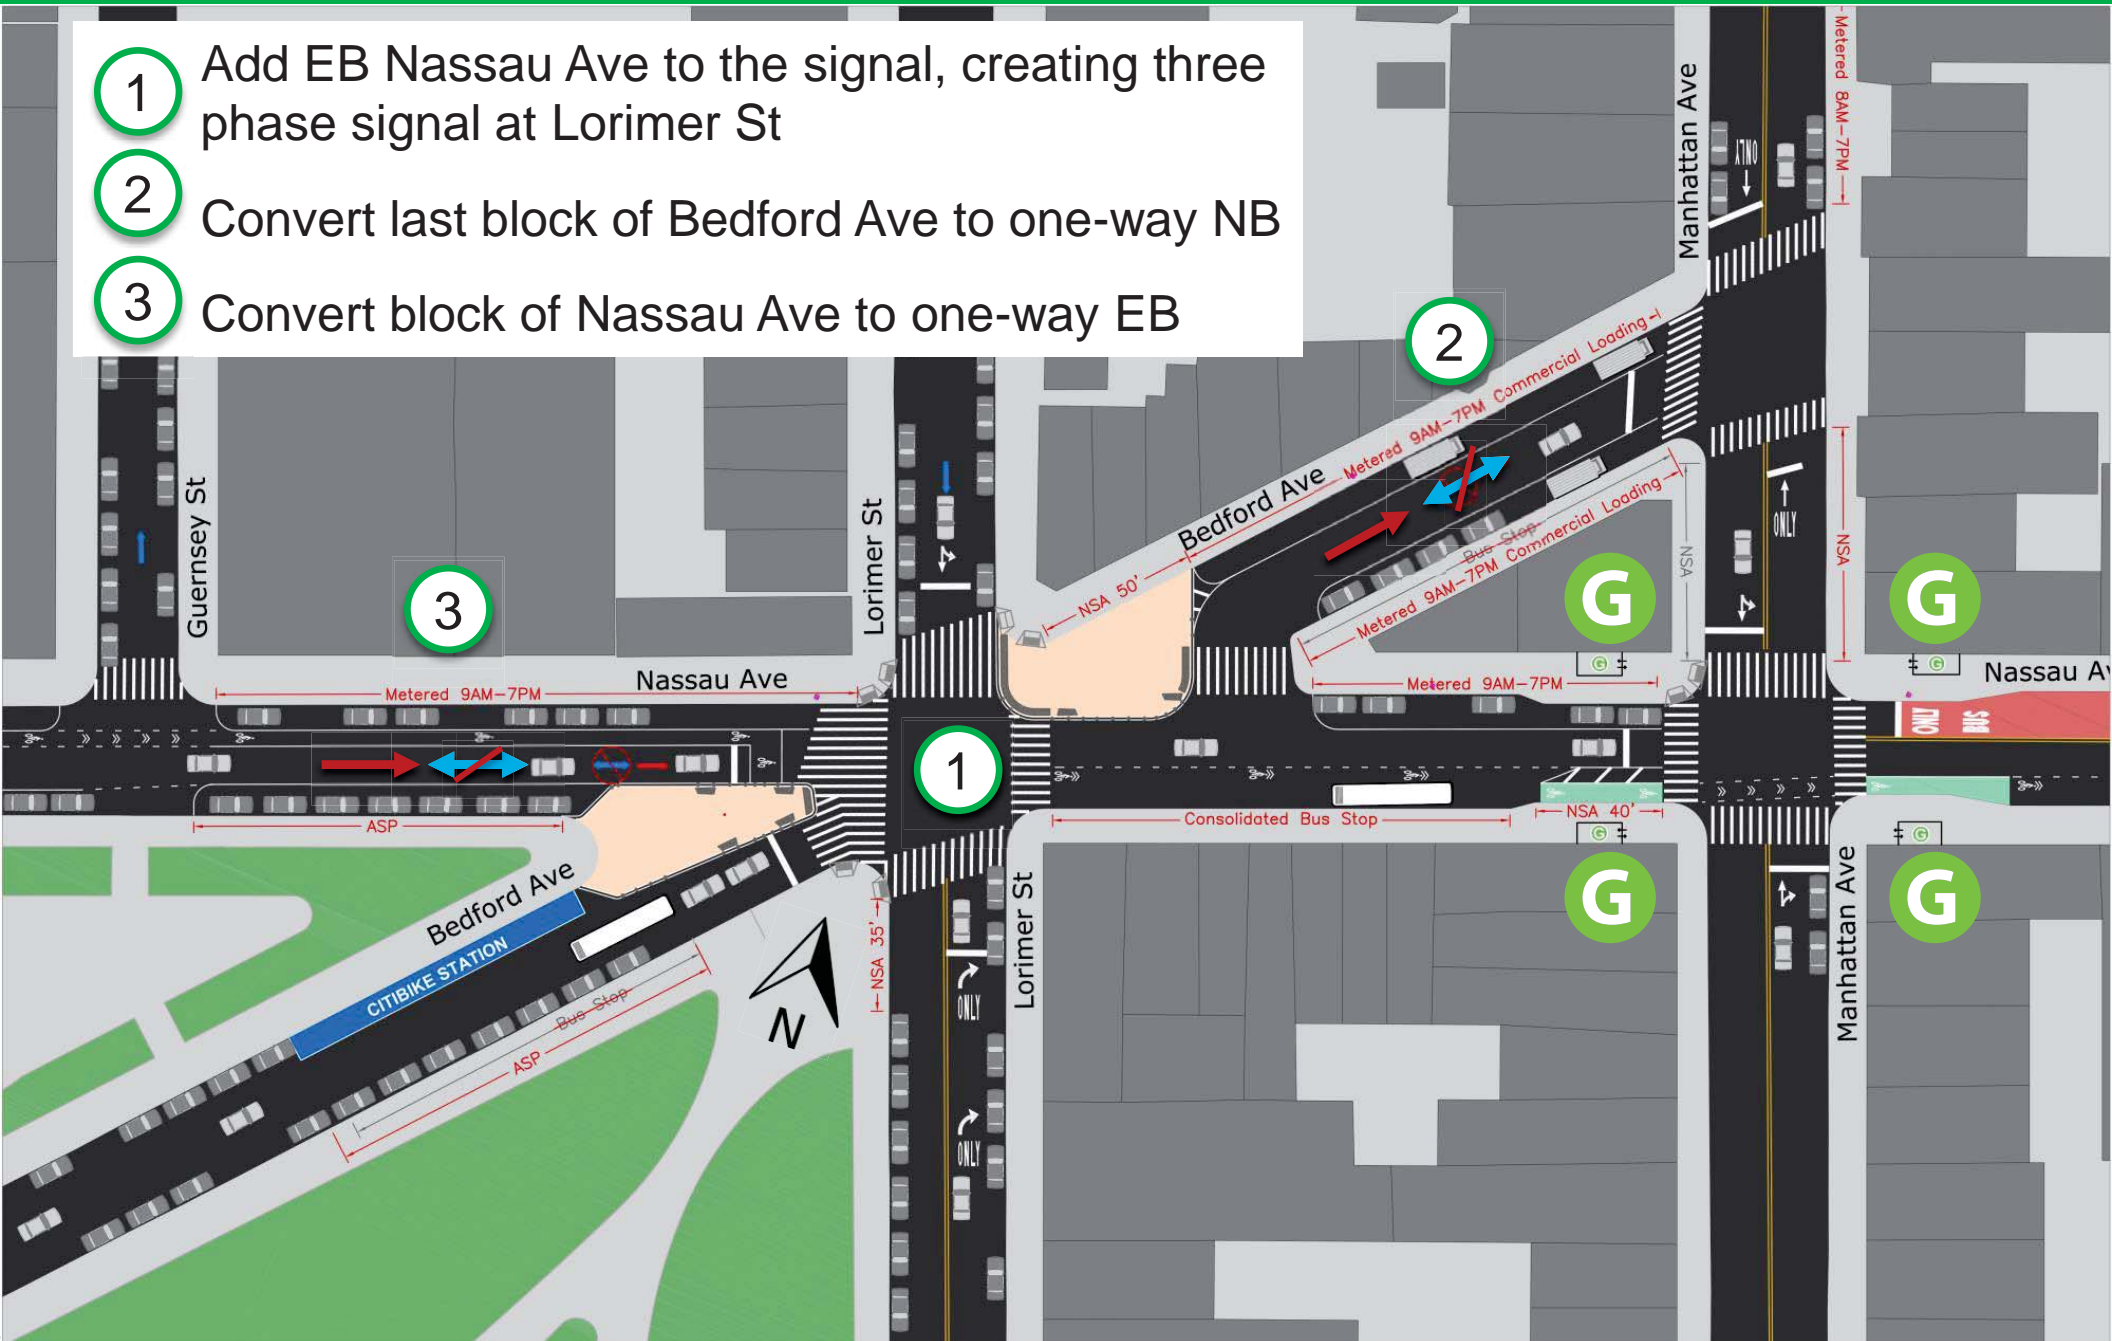 1 Add EB Nassau Ave to the signal, creating three
phase signal at Lorimer St
2 Convert last block of Bedford Ave to one-way NB
3 Convert block of Nassau Ave to one-way EB
Manhattan Ave
Metered 8AM-7PM
ONLY
2
Metered 9AM-7PM Commercial Loading
Bedford Ave
Bus Stop
Metered 9AM-7PM Commercial Loading
NSA 50'
NSA
ONLY
NSA
Guernsey St
Lorimer St
3
G
G
G
G
Nassau Ave
Metered 9AM-7PM
Metered 9AM-7PM
Nassau Av
ONLY
BUS
1
ASP
Consolidated Bus Stop
NSA 40'
G
G
G
G
Bedford Ave
CITIBIKE STATION
Bus Stop
ASP
N
NSA 35'
ONLY
ONLY
Lorimer St
Manhattan Ave